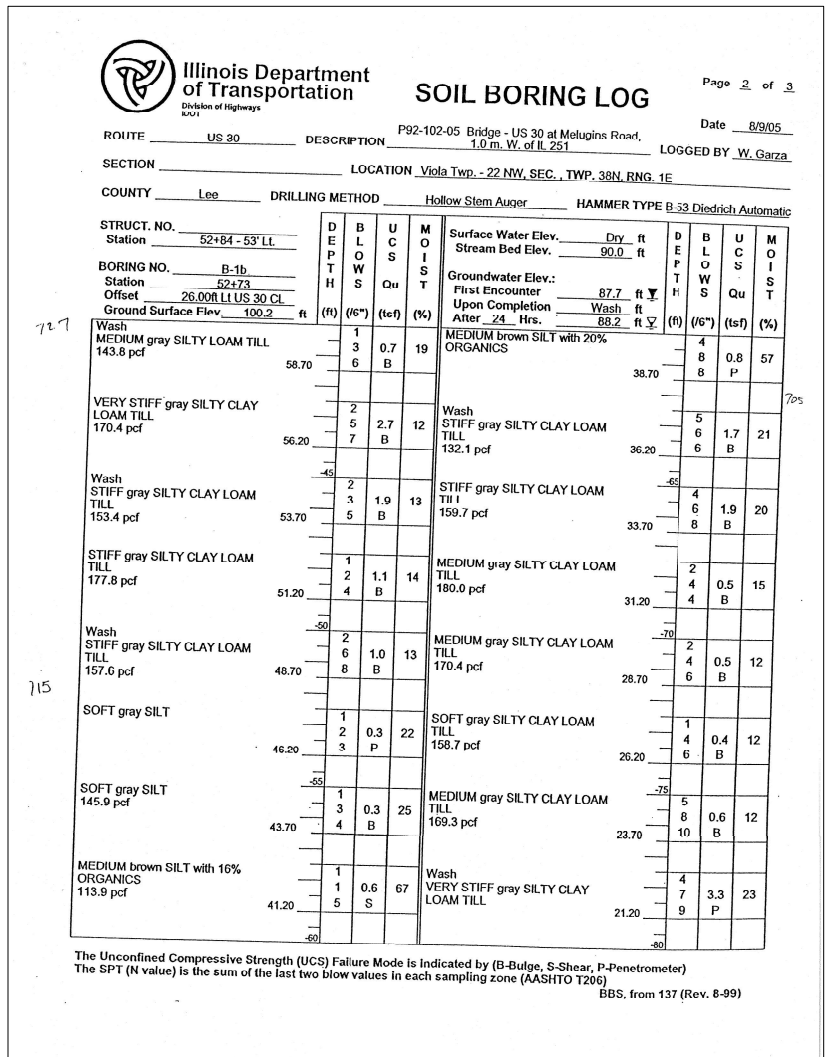 Illinois Department
of Transportation
Division of Highways
SOIL BORING LOG
Page 2 of 3
Date 8/9/05
ROUTE US 30 DESCRIPTION P92-102-05 Bridge - US 30 at Melugins Road,
1.0 m. W. of IL 251 LOGGED BY W. Garza
SECTION LOCATION Viola Twp. - 22 NW, SEC. , TWP. 38N, RNG. 1E
COUNTY Lee DRILLING METHOD Hollow Stem Auger HAMMER TYPE B-53 Diedrich Automatic
STRUCT. NO.
Station 52+84 - 53' Lt.
BORING NO. B-1b
Station 52+73
Offset 26.00ft Lt US 30 CL
Ground Surface Elev. 100.2 ft
DEPTH (ft)
BLOWS (/6")
UCS Qu (tsf)
MOIST (%)
Surface Water Elev. Dry ft
Stream Bed Elev. 90.0 ft
Groundwater Elev.:
First Encounter 87.7 ft
Upon Completion Wash ft
After 24 Hrs. 88.2 ft
DEPTH (ft)
BLOWS (/6")
UCS Qu (tsf)
MOIST (%)
727
Wash
MEDIUM gray SILTY LOAM TILL
143.8 pcf
58.70
1
3 0.7 19
6 B
VERY STIFF gray SILTY CLAY
LOAM TILL
170.4 pcf
56.20
2
5 2.7 12
7 B
-45
Wash
STIFF gray SILTY CLAY LOAM
TILL
153.4 pcf
53.70
2
3 1.9 13
5 B
STIFF gray SILTY CLAY LOAM
TILL
177.8 pcf
51.20
1
2 1.1 14
4 B
-50
Wash
STIFF gray SILTY CLAY LOAM
TILL
157.6 pcf
48.70
2
6 1.0 13
8 B
715
SOFT gray SILT
46.20
1
2 0.3 22
3 P
-55
SOFT gray SILT
145.9 pcf
43.70
1
3 0.3 25
4 B
MEDIUM brown SILT with 16%
ORGANICS
113.9 pcf
41.20
1
1 0.6 67
5 S
-60
MEDIUM brown SILT with 20%
ORGANICS
38.70
4
8 0.8 57
8 P
705
Wash
STIFF gray SILTY CLAY LOAM
TILL
132.1 pcf
36.20
5
6 1.7 21
6 B
-65
STIFF gray SILTY CLAY LOAM
TILL
159.7 pcf
33.70
4
6 1.9 20
8 B
MEDIUM gray SILTY CLAY LOAM
TILL
180.0 pcf
31.20
2
4 0.5 15
4 B
-70
MEDIUM gray SILTY CLAY LOAM
TILL
170.4 pcf
28.70
2
4 0.5 12
6 B
SOFT gray SILTY CLAY LOAM
TILL
158.7 pcf
26.20
1
4 0.4 12
6 B
-75
MEDIUM gray SILTY CLAY LOAM
TILL
169.3 pcf
23.70
5
8 0.6 12
10 B
Wash
VERY STIFF gray SILTY CLAY
LOAM TILL
21.20
4
7 3.3 23
9 P
-80
The Unconfined Compressive Strength (UCS) Failure Mode is Indicated by (B-Bulge, S-Shear, P-Penetrometer)
The SPT (N value) is the sum of the last two blow values in each sampling zone (AASHTO T206)
BBS, from 137 (Rev. 8-99)